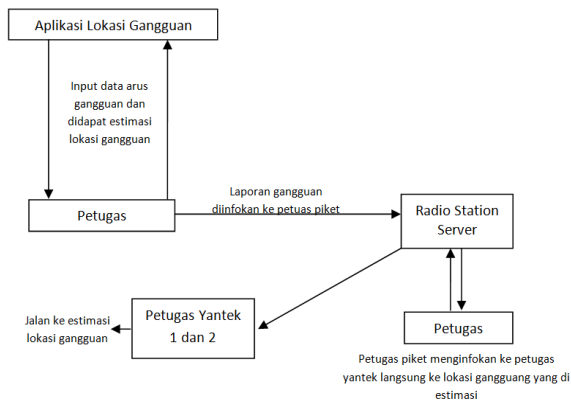 Aplikasi Lokasi Gangguan
Input data arus
gangguan dan
didapat estimasi
lokasi gangguan
Petugas
Laporan gangguan
diinfokan ke petuas piket
Radio Station
Server
Petugas Yantek
1 dan 2
Jalan ke estimasi
lokasi gangguan
Petugas
Petugas piket menginfokan ke petugas
yantek langsung ke lokasi gangguang yang di
estimasi